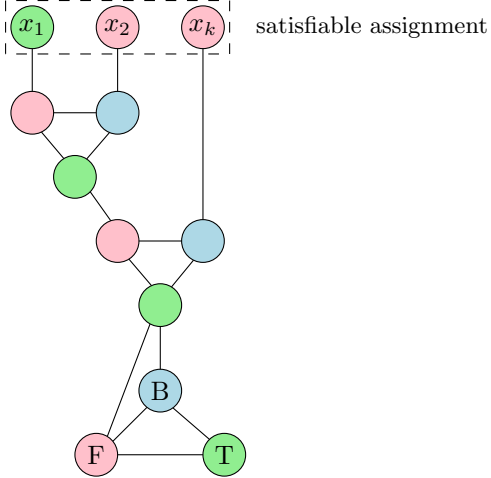 x₁ x₂ xₖ satisfiable assignment
B
F T